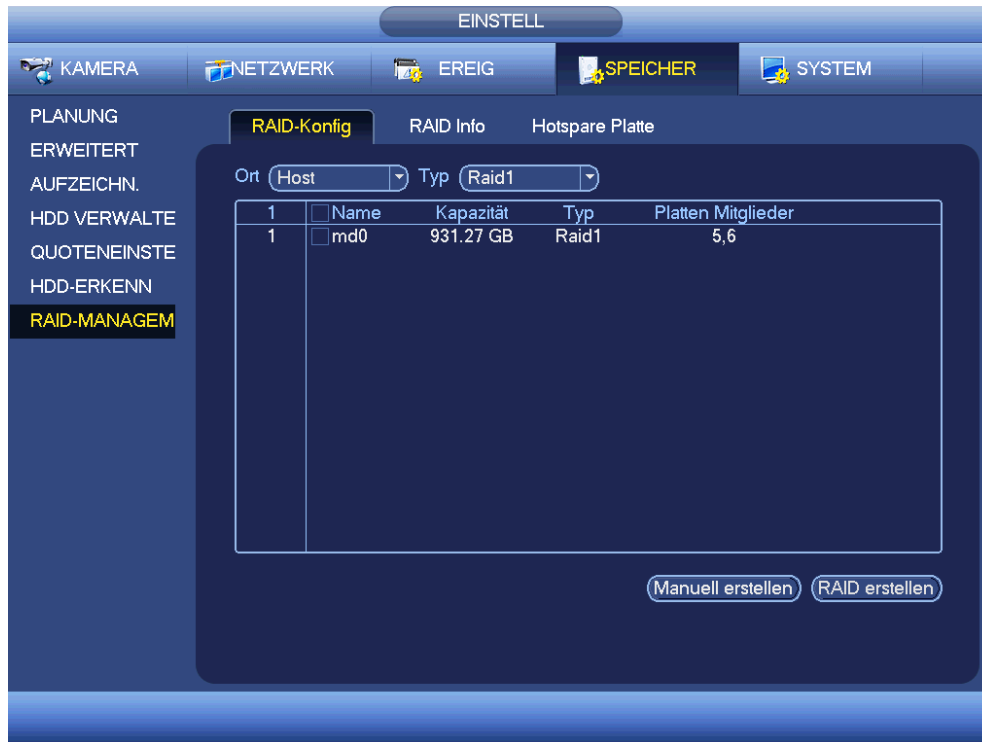 EINSTELL
KAMERA NETZWERK EREIG SPEICHER SYSTEM
PLANUNG
ERWEITERT
AUFZEICHN.
HDD VERWALTE
QUOTENEINSTE
HDD-ERKENN
RAID-MANAGEM
RAID-Konfig RAID Info Hotspare Platte
Ort Host Typ Raid1
1 Name Kapazität Typ Platten Mitglieder
1 md0 931.27 GB Raid1 5,6
Manuell erstellen RAID erstellen